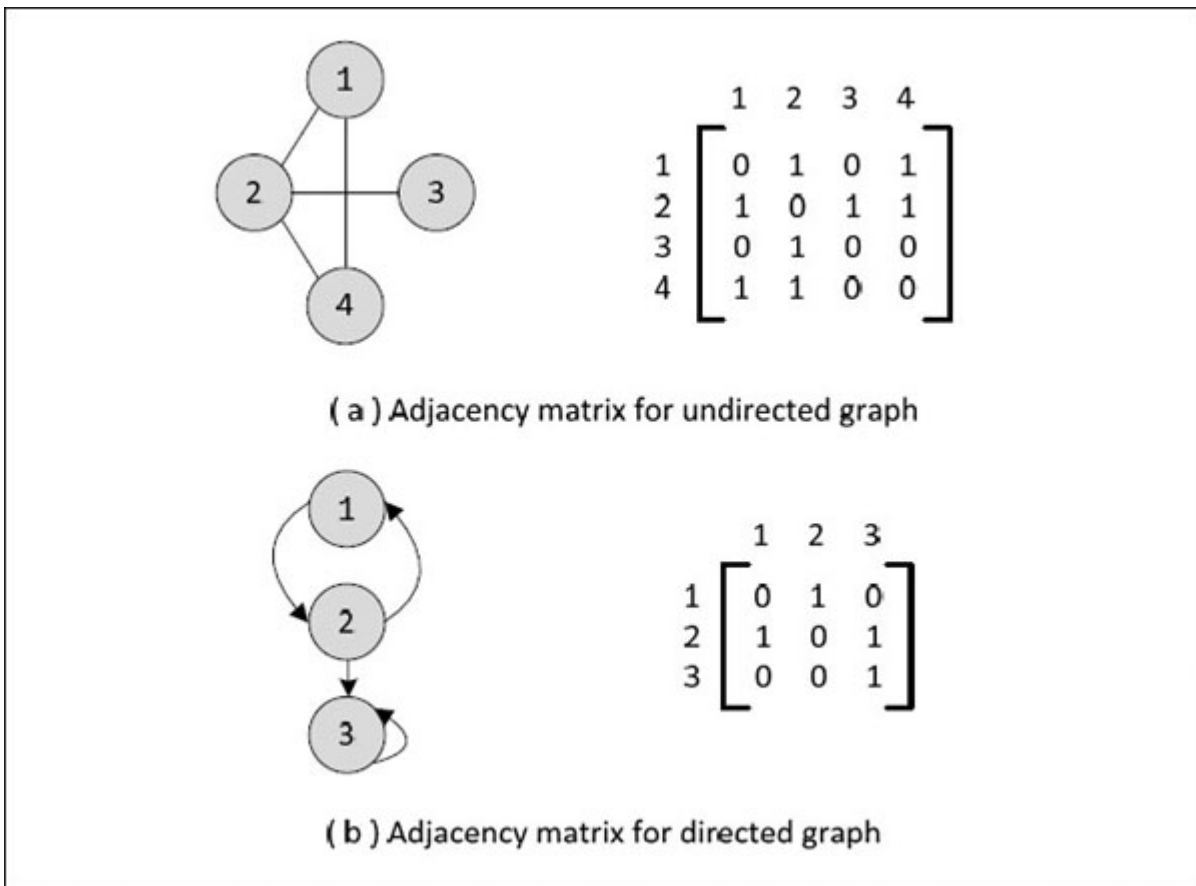 1
2
3
4
1 2 3 4
1 0 1 0 1
2 1 0 1 1
3 0 1 0 0
4 1 1 0 0
( a ) Adjacency matrix for undirected graph
1
2
3
1 2 3
1 0 1 0
2 1 0 1
3 0 0 1
( b ) Adjacency matrix for directed graph